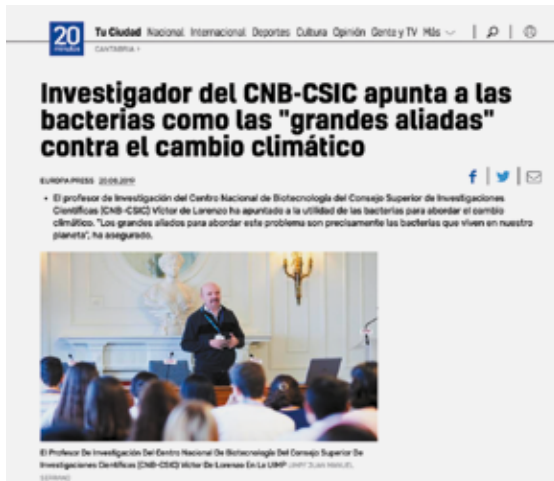 20
minutos
Tu Ciudad Nacional Internacional Deportes Cultura Opinión Gente y TV Más
CANTABRIA
Investigador del CNB-CSIC apunta a las
bacterias como las "grandes aliadas"
contra el cambio climático
EUROPA PRESS 20.08.2019
El profesor de Investigación del Centro Nacional de Biotecnología del Consejo Superior de Investigaciones
Científicas (CNB-CSIC) Víctor de Lorenzo ha apuntado a la utilidad de las bacterias para abordar el cambio
climático. "Los grandes aliados para abordar este problema son precisamente las bacterias que viven en nuestro
planeta", ha asegurado.
El Profesor De Investigación Del Centro Nacional De Biotecnología Del Consejo Superior De
Investigaciones Científicas (CNB-CSIC) Víctor De Lorenzo En La UIMP UIMP/ JUAN MANUEL
SERRANO